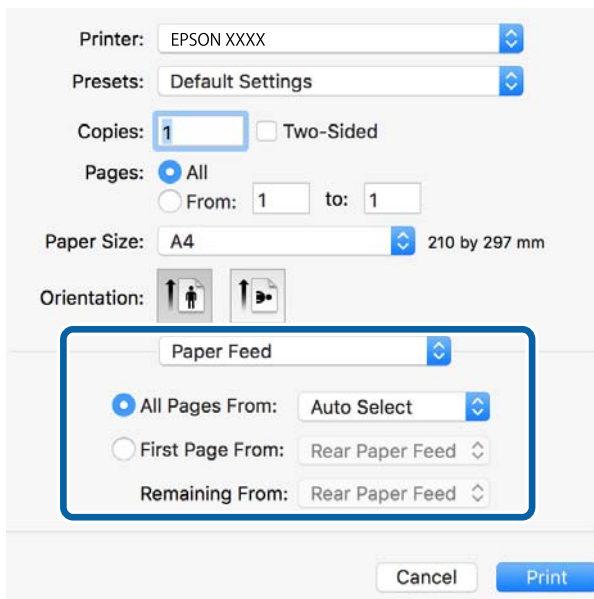 Printer: EPSON XXXX
Presets: Default Settings
Copies: 1 Two-Sided
Pages: All
From: 1 to: 1
Paper Size: A4 210 by 297 mm
Orientation:
Paper Feed
All Pages From: Auto Select
First Page From: Rear Paper Feed
Remaining From: Rear Paper Feed
Cancel Print